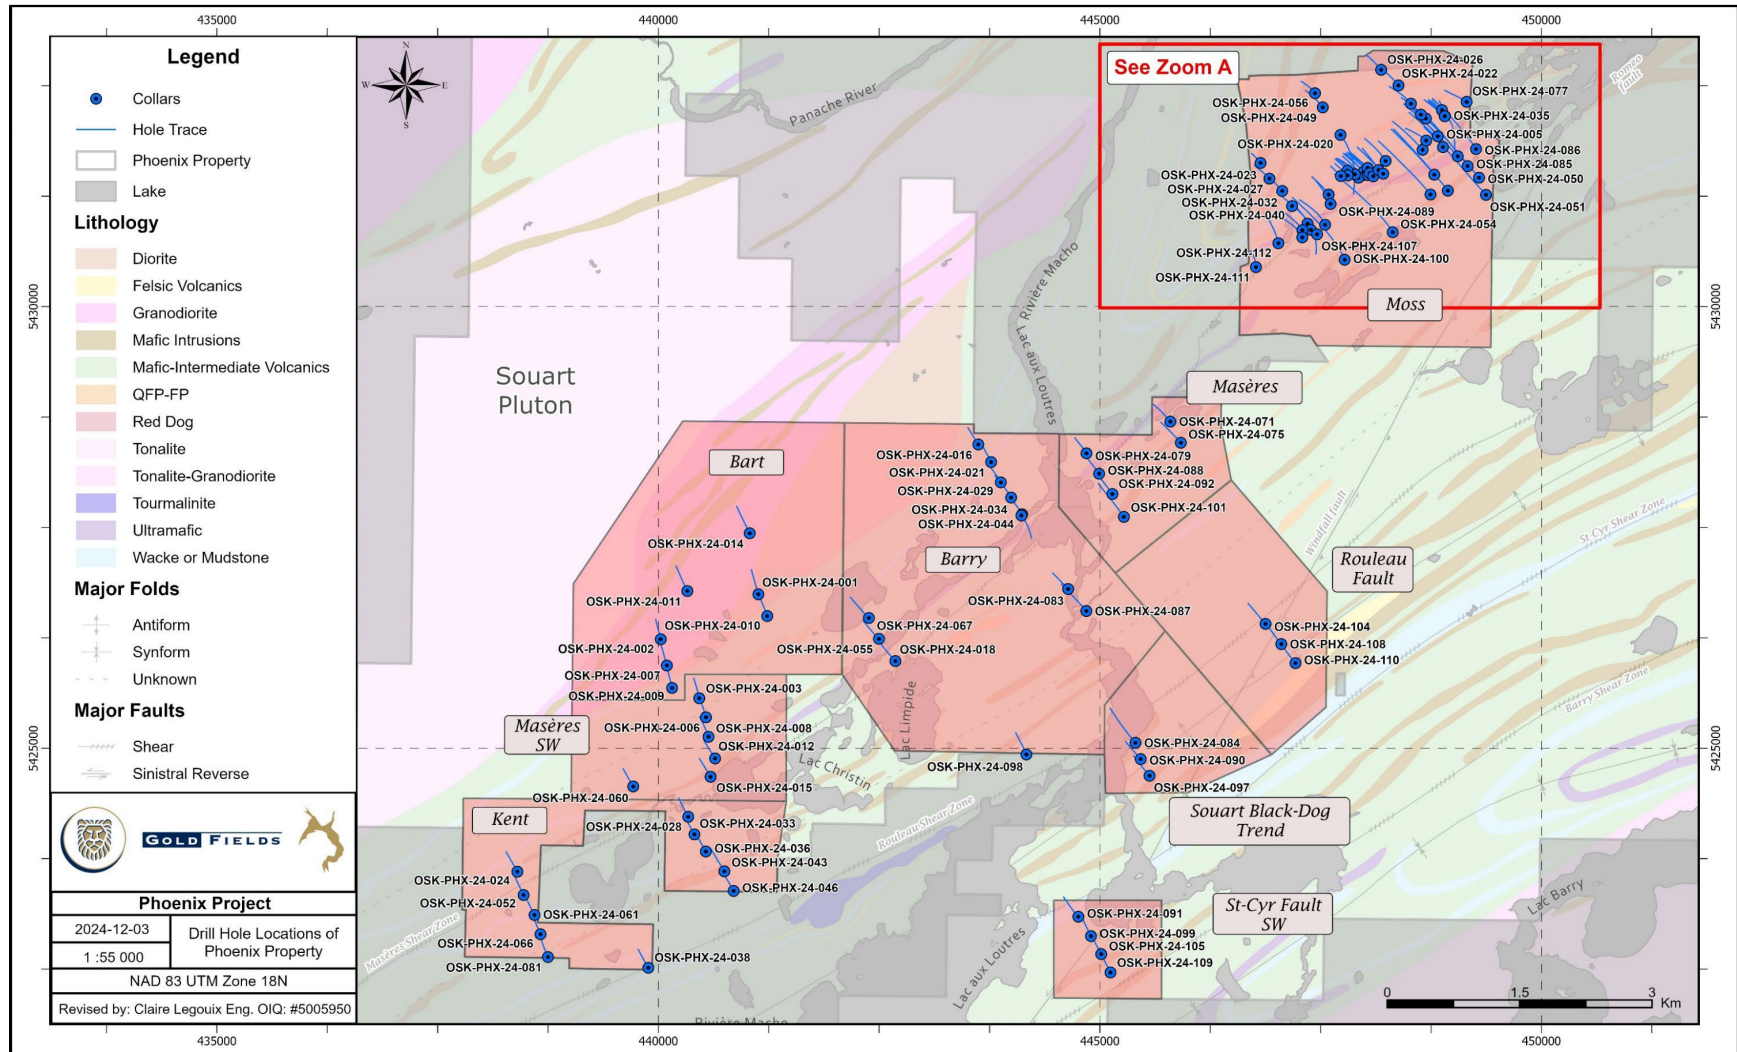 435000
440000
445000
450000
Legend
Collars
Hole Trace
Phoenix Property
Lake
Lithology
Diorite
Felsic Volcanics
Granodiorite
Mafic Intrusions
Mafic-Intermediate Volcanics
QFP-FP
Red Dog
Tonalite
Tonalite-Granodiorite
Tourmalinite
Ultramafic
Wacke or Mudstone
Major Folds
Antiform
Synform
Unknown
Major Faults
Shear
Sinistral Reverse
GOLD FIELDS
Phoenix Project
2024-12-03
1 :55 000
Drill Hole Locations of
Phoenix Property
NAD 83 UTM Zone 18N
Revised by: Claire Legouix Eng. OIQ: #5005950
5430000
5425000
N
W
E
S
Panache River
See Zoom A
Romeo
fault
OSK-PHX-24-026
OSK-PHX-24-022
OSK-PHX-24-077
OSK-PHX-24-056
OSK-PHX-24-049
OSK-PHX-24-035
OSK-PHX-24-005
OSK-PHX-24-020
OSK-PHX-24-086
OSK-PHX-24-085
OSK-PHX-24-023
OSK-PHX-24-050
OSK-PHX-24-027
OSK-PHX-24-032
OSK-PHX-24-051
OSK-PHX-24-040
OSK-PHX-24-089
OSK-PHX-24-054
OSK-PHX-24-107
OSK-PHX-24-112
OSK-PHX-24-100
OSK-PHX-24-111
Moss
Rivière Macho
Lac aux Loutres
Souart
Pluton
Masères
OSK-PHX-24-071
OSK-PHX-24-075
OSK-PHX-24-079
OSK-PHX-24-088
OSK-PHX-24-092
OSK-PHX-24-101
Bart
OSK-PHX-24-016
OSK-PHX-24-021
OSK-PHX-24-029
OSK-PHX-24-034
OSK-PHX-24-044
Windfall fault
St-Cyr Shear Zone
OSK-PHX-24-014
Barry
Rouleau
Fault
OSK-PHX-24-001
OSK-PHX-24-011
OSK-PHX-24-083
OSK-PHX-24-087
OSK-PHX-24-010
OSK-PHX-24-067
OSK-PHX-24-104
OSK-PHX-24-002
OSK-PHX-24-055
OSK-PHX-24-018
OSK-PHX-24-108
OSK-PHX-24-110
OSK-PHX-24-007
OSK-PHX-24-009
OSK-PHX-24-003
Barry Shear Zone
Lac Limpide
Masères
SW
OSK-PHX-24-006
OSK-PHX-24-008
OSK-PHX-24-012
OSK-PHX-24-084
OSK-PHX-24-090
OSK-PHX-24-098
Lac Christin
OSK-PHX-24-015
OSK-PHX-24-097
OSK-PHX-24-060
Kent
OSK-PHX-24-028
OSK-PHX-24-033
Souart Black-Dog
Trend
Rouleau Shear Zone
OSK-PHX-24-036
OSK-PHX-24-043
OSK-PHX-24-024
OSK-PHX-24-046
OSK-PHX-24-052
OSK-PHX-24-061
Lac Barry
St-Cyr Fault
SW
OSK-PHX-24-091
OSK-PHX-24-099
OSK-PHX-24-105
OSK-PHX-24-109
Masères Shear Zone
OSK-PHX-24-066
OSK-PHX-24-081
OSK-PHX-24-038
Lac aux Loutres
Rivière Macho
0
1.5
3
Km
5430000
5425000
435000
440000
445000
450000